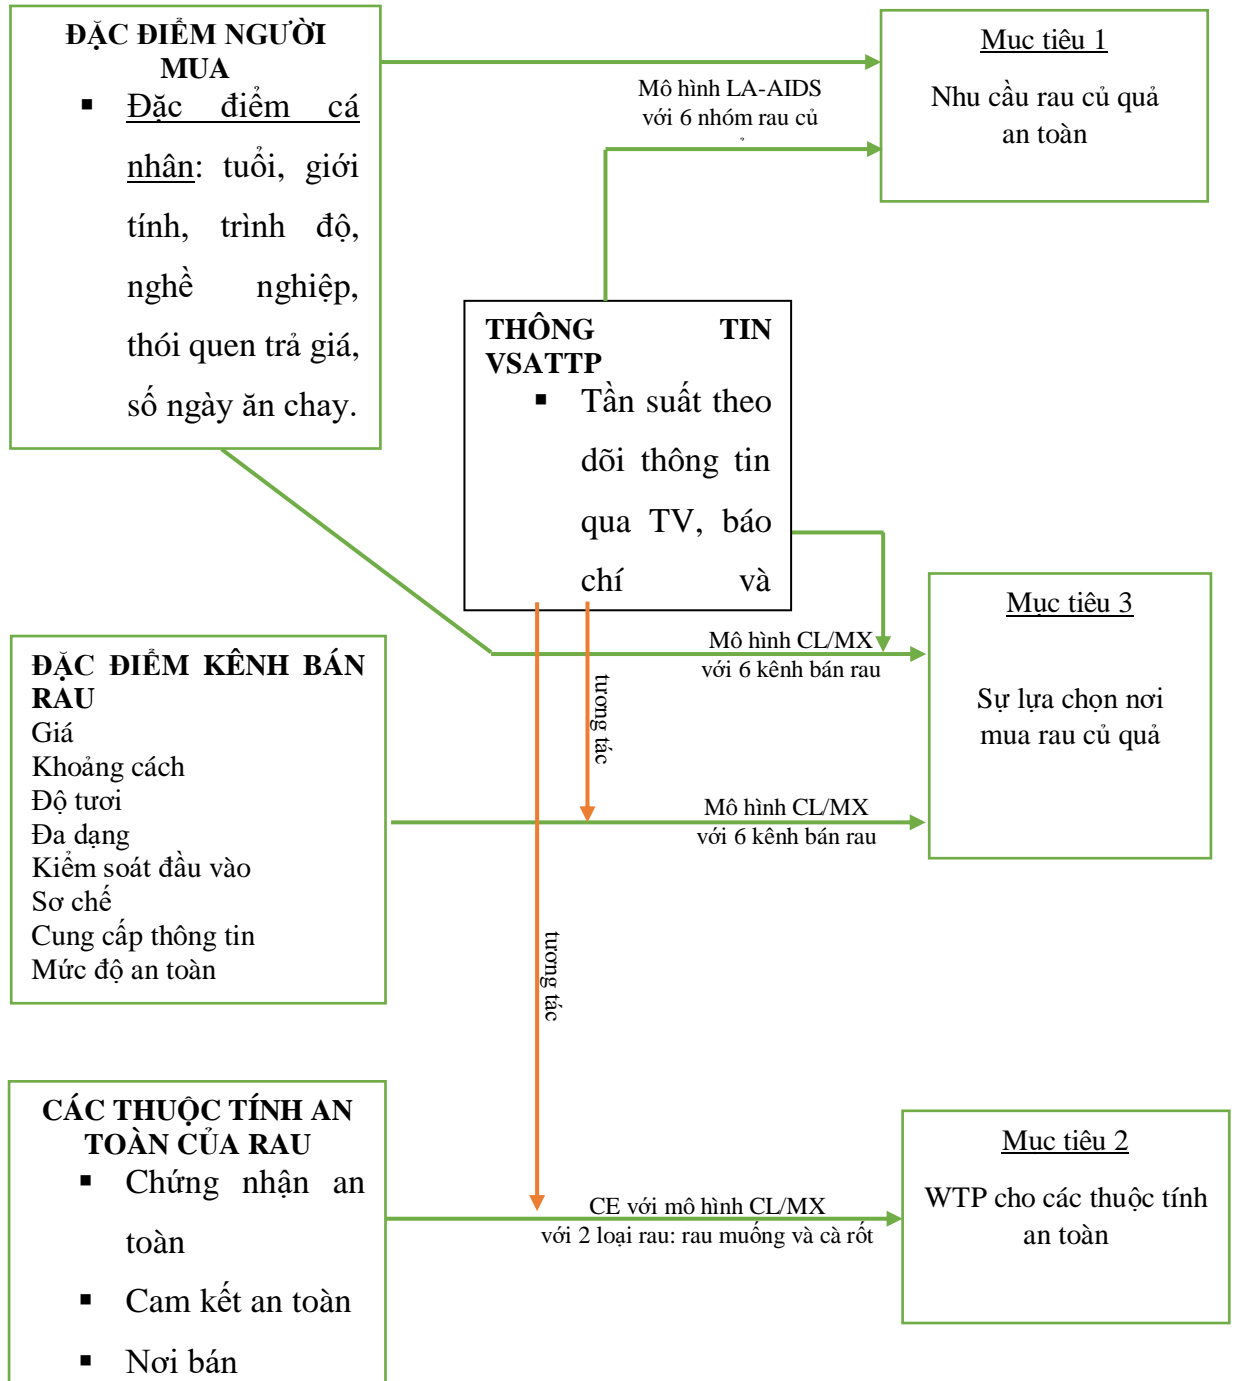 ĐẶC ĐIỂM NGƯỜI
MUA
▪ Đặc điểm cá
nhân: tuổi, giới
tính, trình độ,
nghề nghiệp,
thói quen trả giá,
số ngày ăn chay.
Mục tiêu 1
Nhu cầu rau củ quả
an toàn
Mô hình LA-AIDS
với 6 nhóm rau củ
THÔNG TIN
VSATTP
▪ Tần suất theo
dõi thông tin
qua TV, báo
chí và
Mục tiêu 3
Sự lựa chọn nơi
mua rau củ quả
Mô hình CL/MX
với 6 kênh bán rau
tương tác
ĐẶC ĐIỂM KÊNH BÁN
RAU
Giá
Khoảng cách
Độ tươi
Đa dạng
Kiểm soát đầu vào
Sơ chế
Cung cấp thông tin
Mức độ an toàn
Mô hình CL/MX
với 6 kênh bán rau
tương tác
CÁC THUỘC TÍNH AN
TOÀN CỦA RAU
▪ Chứng nhận an
toàn
▪ Cam kết an toàn
▪ Nơi bán
CE với mô hình CL/MX
với 2 loại rau: rau muống và cà rốt
Mục tiêu 2
WTP cho các thuộc tính
an toàn